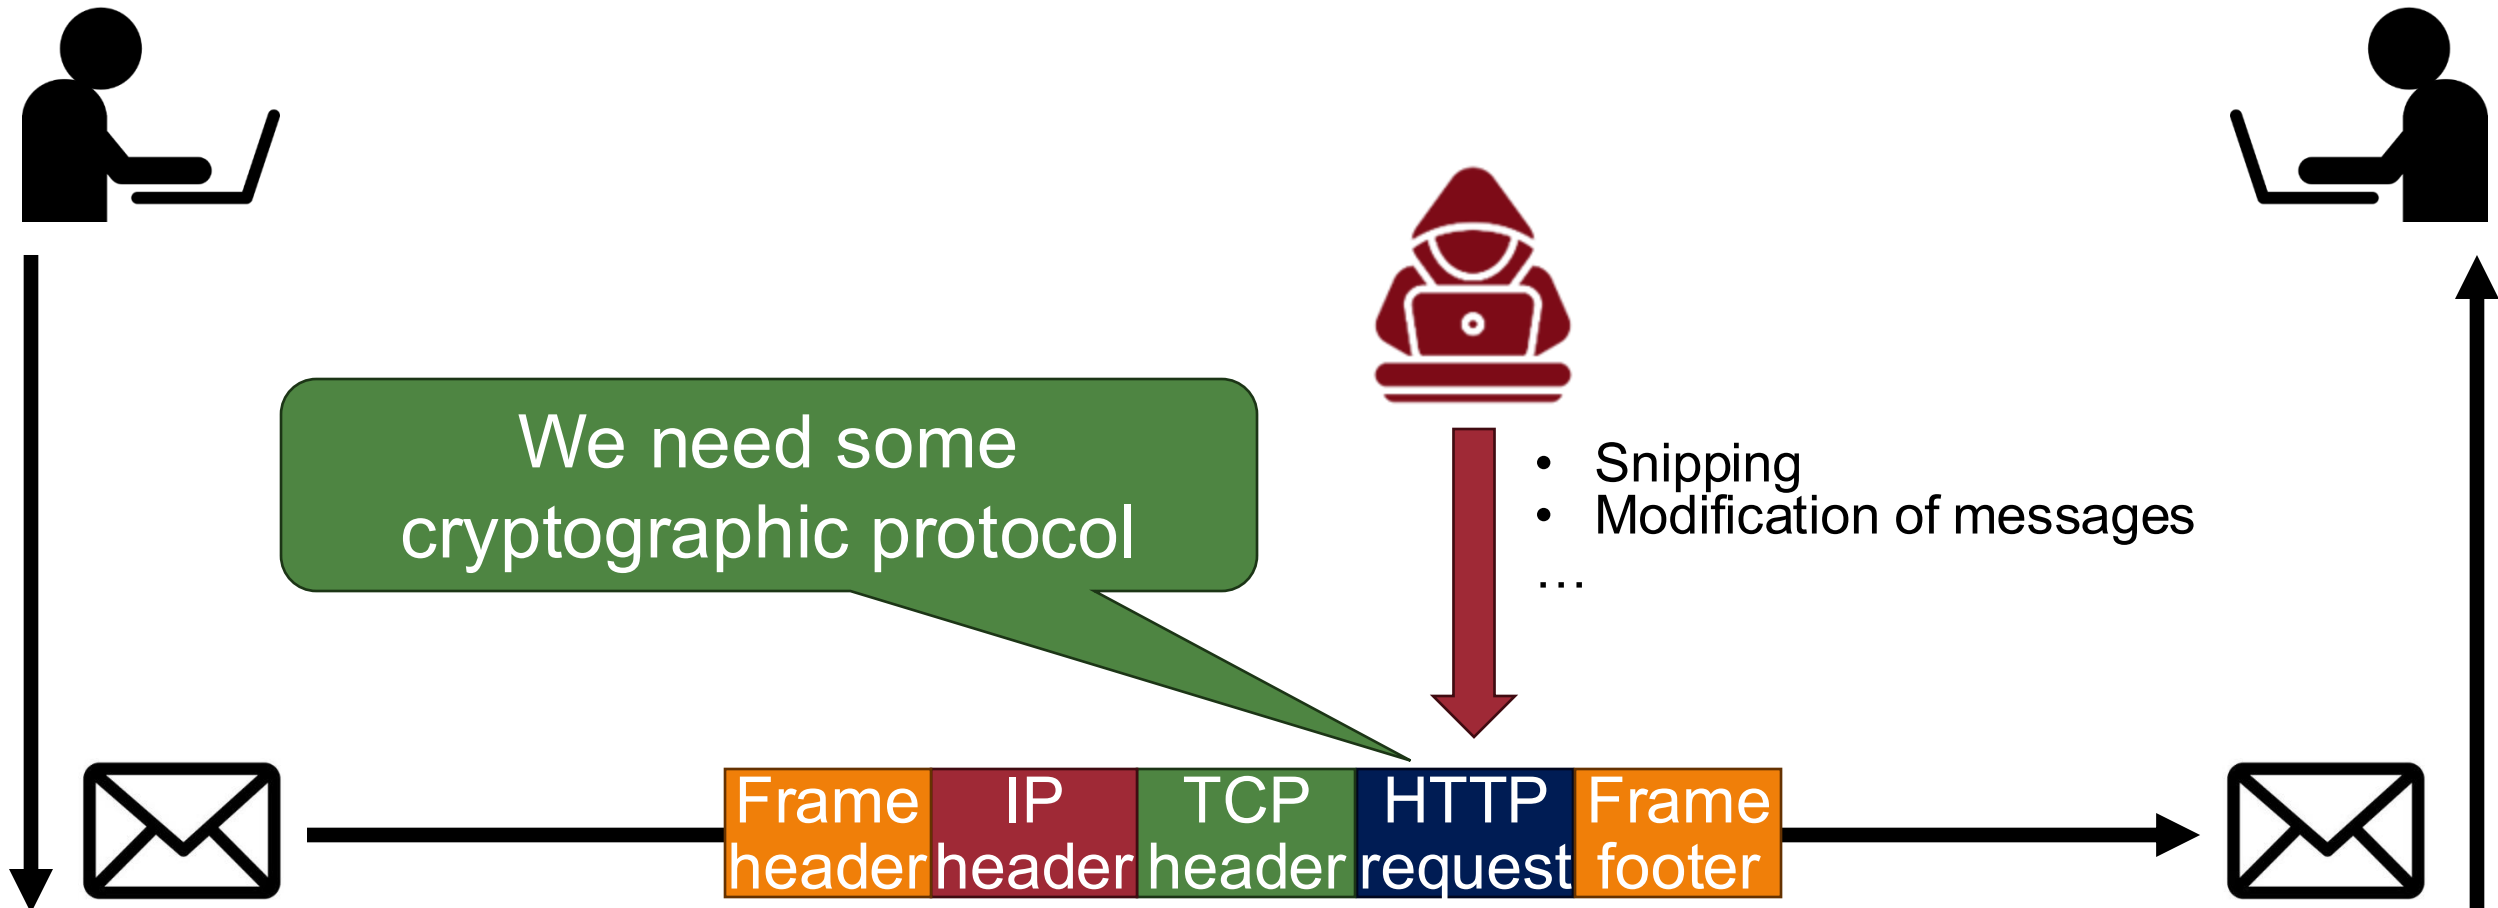 We need some
cryptographic protocol
• Snipping
• Modification of messages
…
Frame
header
IP
header
TCP
header
HTTP
request
Frame
footer